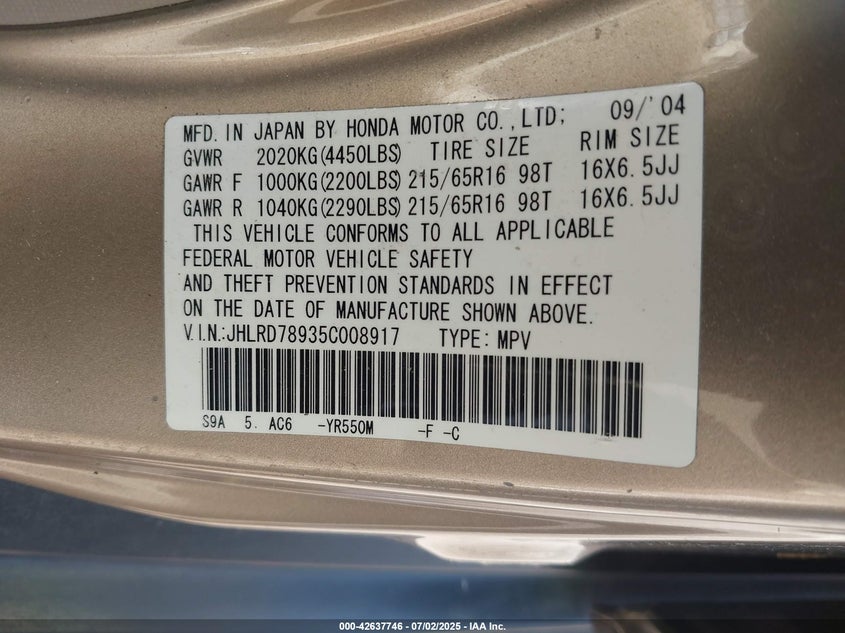 MFD. IN JAPAN BY HONDA MOTOR CO.,LTD; 09/'04
GVWR 2020KG(4450LBS) TIRE SIZE RIM SIZE
GAWR F 1000KG(2200LBS) 215/65R16 98T 16X6.5JJ
GAWR R 1040KG(2290LBS) 215/65R16 98T 16X6.5JJ
THIS VEHICLE CONFORMS TO ALL APPLICABLE
FEDERAL MOTOR VEHICLE SAFETY
AND THEFT PREVENTION STANDARDS IN EFFECT
ON THE DATE OF MANUFACTURE SHOWN ABOVE.
V.I.N.:JHLRD78935C008917 TYPE: MPV
S9A 5. AC6 -YR550M -F -C
000-42637746 - 07/02/2025 - IAA Inc.